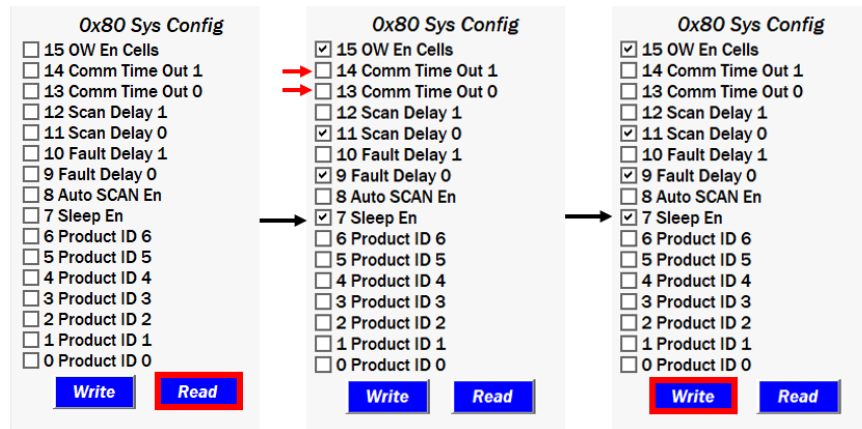 0x80 Sys Config
15 OW En Cells
14 Comm Time Out 1
13 Comm Time Out 0
12 Scan Delay 1
11 Scan Delay 0
10 Fault Delay 1
9 Fault Delay 0
8 Auto SCAN En
7 Sleep En
6 Product ID 6
5 Product ID 5
4 Product ID 4
3 Product ID 3
2 Product ID 2
1 Product ID 1
0 Product ID 0
Write Read
0x80 Sys Config
15 OW En Cells
14 Comm Time Out 1
13 Comm Time Out 0
12 Scan Delay 1
11 Scan Delay 0
10 Fault Delay 1
9 Fault Delay 0
8 Auto SCAN En
7 Sleep En
6 Product ID 6
5 Product ID 5
4 Product ID 4
3 Product ID 3
2 Product ID 2
1 Product ID 1
0 Product ID 0
Write Read
0x80 Sys Config
15 OW En Cells
14 Comm Time Out 1
13 Comm Time Out 0
12 Scan Delay 1
11 Scan Delay 0
10 Fault Delay 1
9 Fault Delay 0
8 Auto SCAN En
7 Sleep En
6 Product ID 6
5 Product ID 5
4 Product ID 4
3 Product ID 3
2 Product ID 2
1 Product ID 1
0 Product ID 0
Write Read